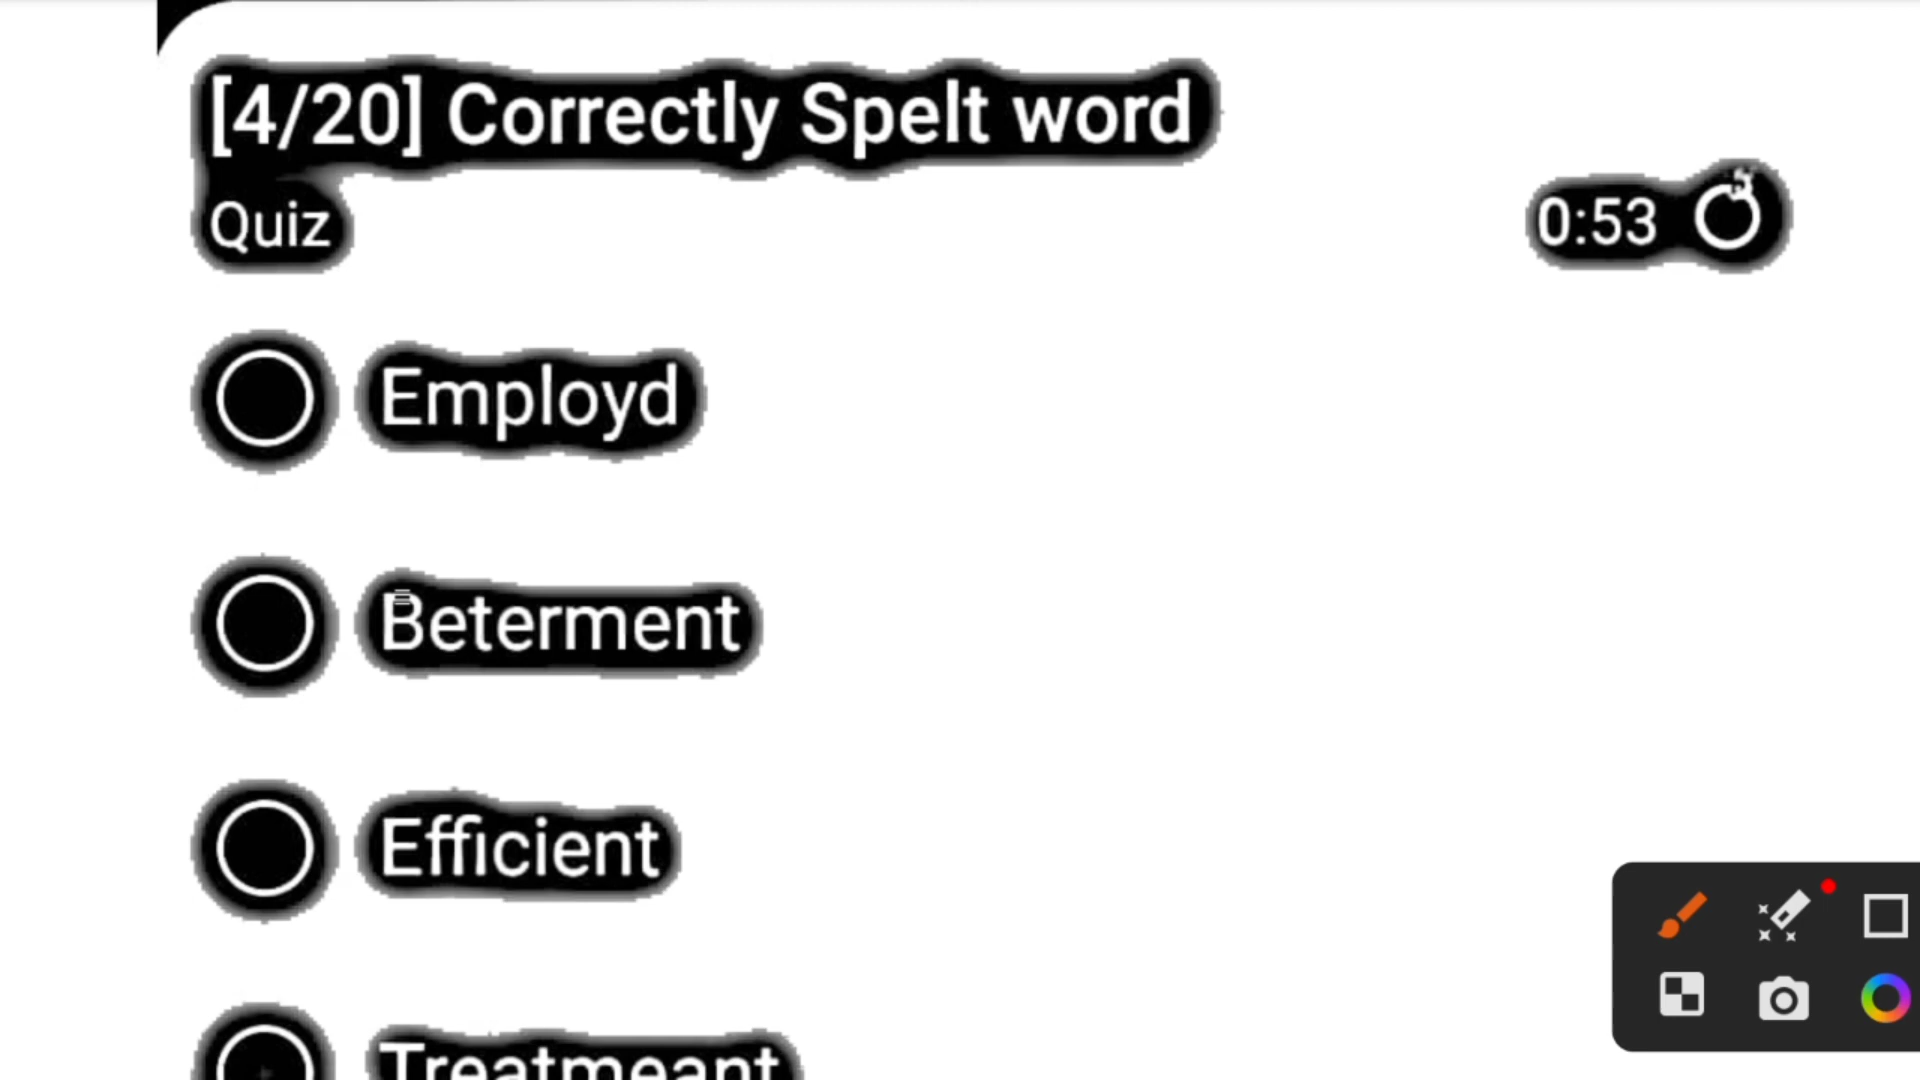 [4/20] Correctly Spelt word
Quiz
0:53
Employd
Beterment
Efficient
Treatmeant